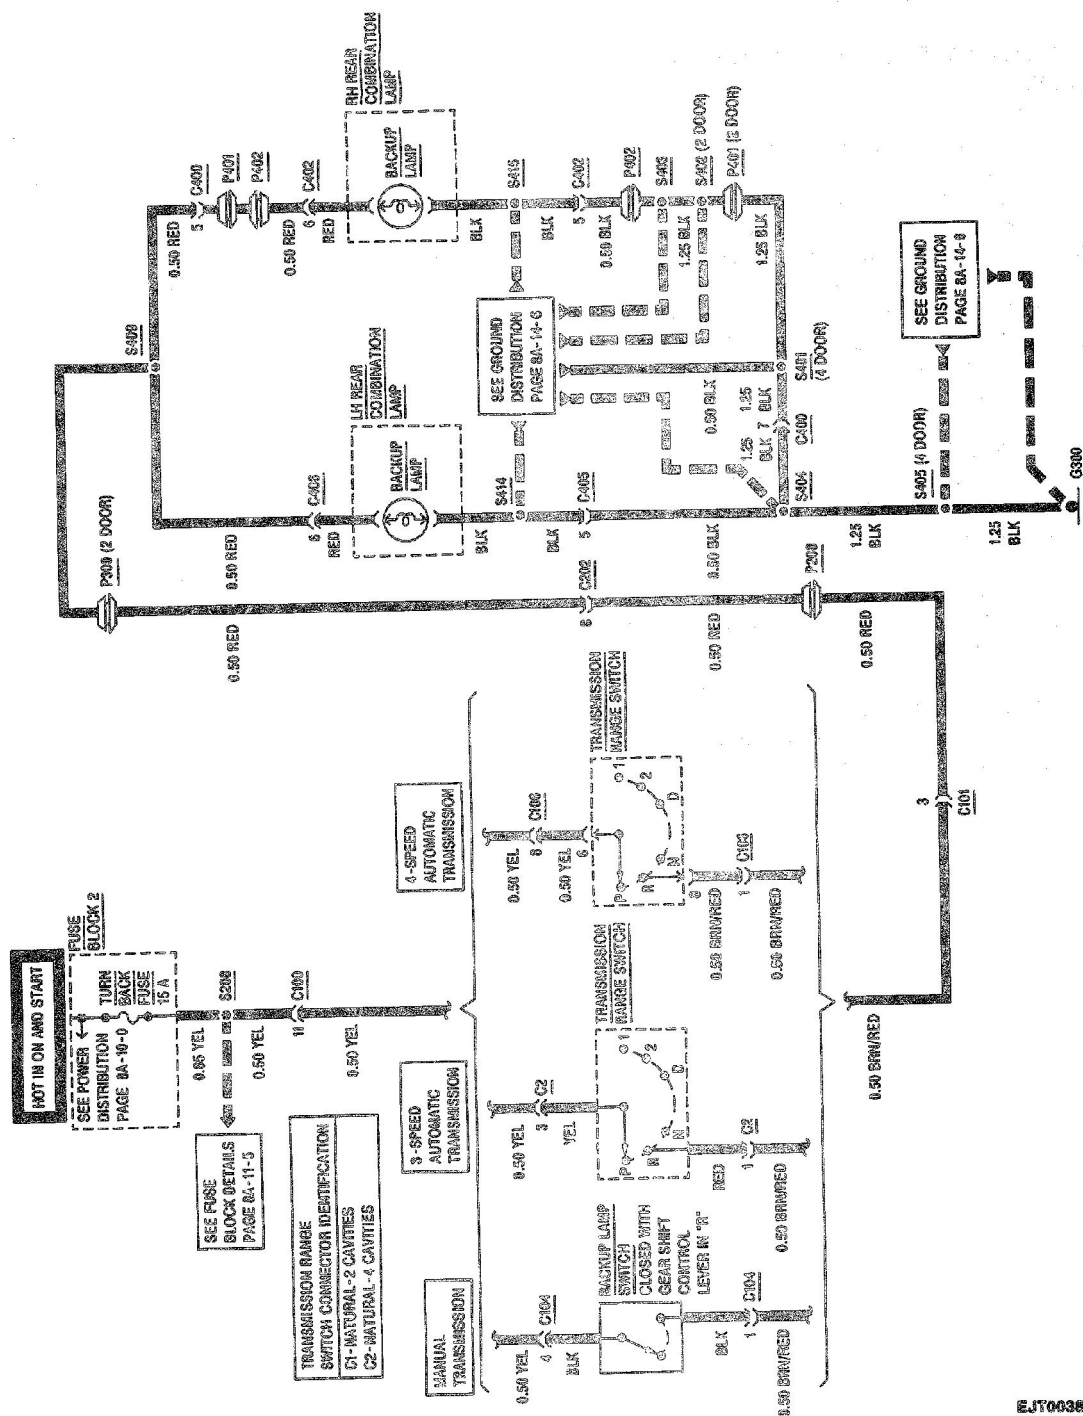 HOT IN ON AND START
FUSE
BLOCK 2
SEE POWER
DISTRIBUTION
PAGE 8A-10-0
TURN
BACK
FUSE
15 A
0.85 YEL
S208
SEE FUSE
BLOCK DETAILS
PAGE 8A-11-5
0.50 YEL
C100
0.50 YEL
TRANSMISSION RANGE
SWITCH CONNECTOR IDENTIFICATION
C1-NATURAL-2 CAVITIES
C2-NATURAL-4 CAVITIES
MANUAL
TRANSMISSION
0.50 YEL
4
C104
BLK
BACKUP LAMP
SWITCH
CLOSED WITH
GEAR SHIFT
CONTROL
LEVER IN "R"
BLK
1
C104
0.50 BRN/RED
3-SPEED
AUTOMATIC
TRANSMISSION
0.50 YEL
3
C2
YEL
TRANSMISSION
RANGE SWITCH
P
R
N
D
2
1
RED
1
C2
0.50 BRN/RED
4-SPEED
AUTOMATIC
TRANSMISSION
0.50 YEL
0.50 YEL
6
TRANSMISSION
RANGE SWITCH
P
R
N
D
2
1
0.50 BRN/RED
1
C103
0.50 BRN/RED
0.50 BRN/RED
3
C101
0.50 RED
P208
0.50 RED
C202
0.50 RED
P300 (2 DOOR)
S409
0.50 RED
6
C403
RED
LH REAR
COMBINATION
LAMP
BACKUP
LAMP
BLK
S414
BLK
5
C405
0.50 BLK
0.50 RED
5
C400
P401
P402
0.50 RED
6
C402
RED
RH REAR
COMBINATION
LAMP
BACKUP
LAMP
BLK
S415
BLK
5
C402
0.50 BLK
P402
S403
1.25 BLK
S402 (2 DOOR)
P401 (2 DOOR)
1.25 BLK
SEE GROUND
DISTRIBUTION
PAGE 8A-14-6
0.50 BLK
1.25
BLK
7
1.25
BLK
C400
S401
(4 DOOR)
S404
1.25
BLK
S405 (4 DOOR)
SEE GROUND
DISTRIBUTION
1.25
BLK
G300
EJT0038